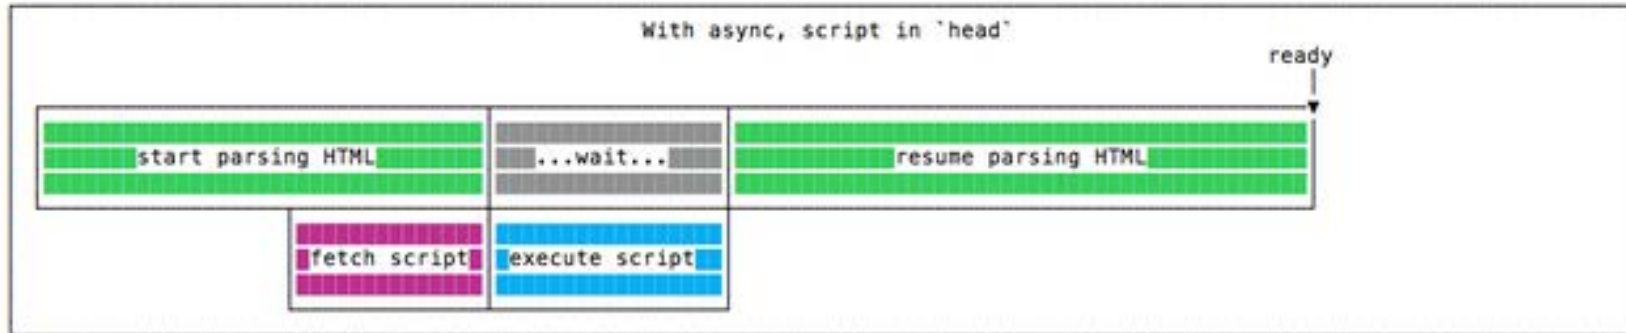 With async, script in `head`
ready
start parsing HTML
...wait...
resume parsing HTML
fetch script
execute script